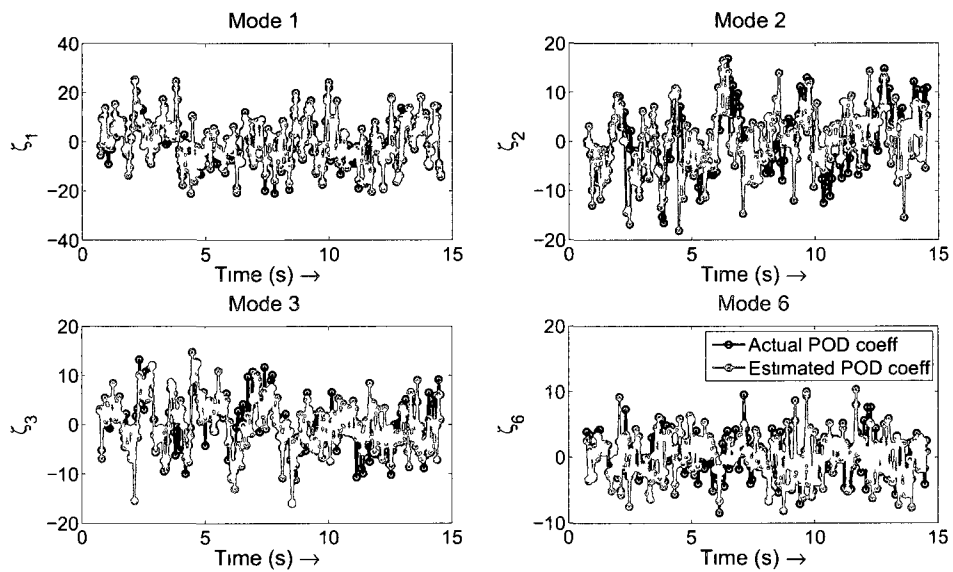 Mode 1
40
20
0
-20
-40
ζ1
0 5 10 15
Time (s) →
Mode 2
20
10
0
-10
-20
ζ2
0 5 10 15
Time (s) →
Mode 3
20
10
0
-10
-20
ζ3
0 5 10 15
Time (s) →
Mode 6
20
10
0
-10
ζ6
Actual POD coeff
Estimated POD coeff
0 5 10 15
Time (s) →